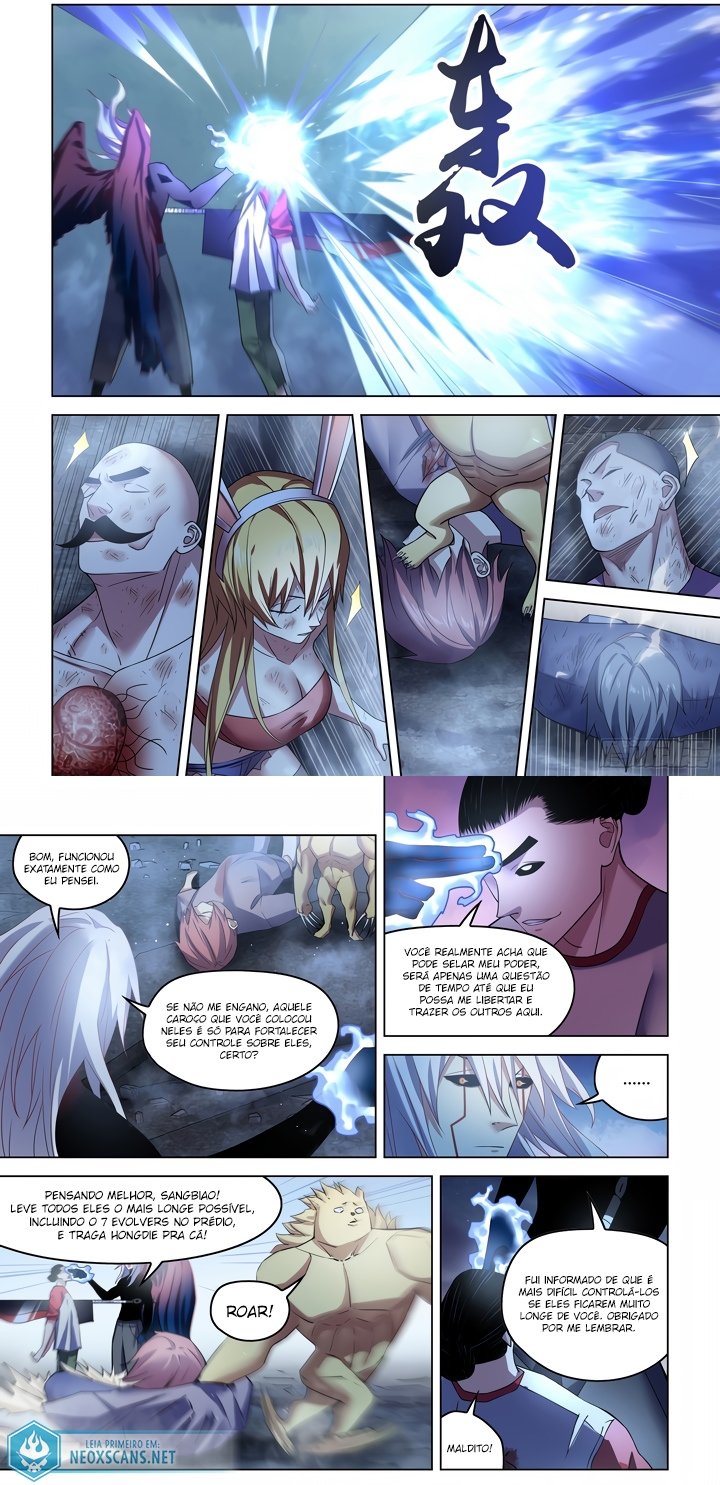 轰
BOM, FUNCIONOU
EXATAMENTE COMO
EU PENSEI.
SE NÃO ME ENGANO, AQUELE
CAROÇO QUE VOCÊ COLOCOU
NELES É SÓ PARA FORTALECER
SEU CONTROLE SOBRE ELES,
CERTO?
VOCÊ REALMENTE ACHA QUE
PODE SELAR MEU PODER,
SERÁ APENAS UMA QUESTÃO
DE TEMPO ATÉ QUE EU
POSSA ME LIBERTAR E
TRAZER OS OUTROS AQUI.
......
PENSANDO MELHOR, SANGBIAO!
LEVE TODOS ELES O MAIS LONGE POSSÍVEL,
INCLUINDO O 7 EVOLVERS NO PRÉDIO,
E TRAGA HONGDIE PRA CÁ!
ROAR!
FUI INFORMADO DE QUE É
MAIS DIFÍCIL CONTROLÁ-LOS
SE ELES FICAREM MUITO
LONGE DE VOCÊ. OBRIGADO
POR ME LEMBRAR.
MALDITO!
LEIA PRIMEIRO EM:
NEOXSCANS.NET